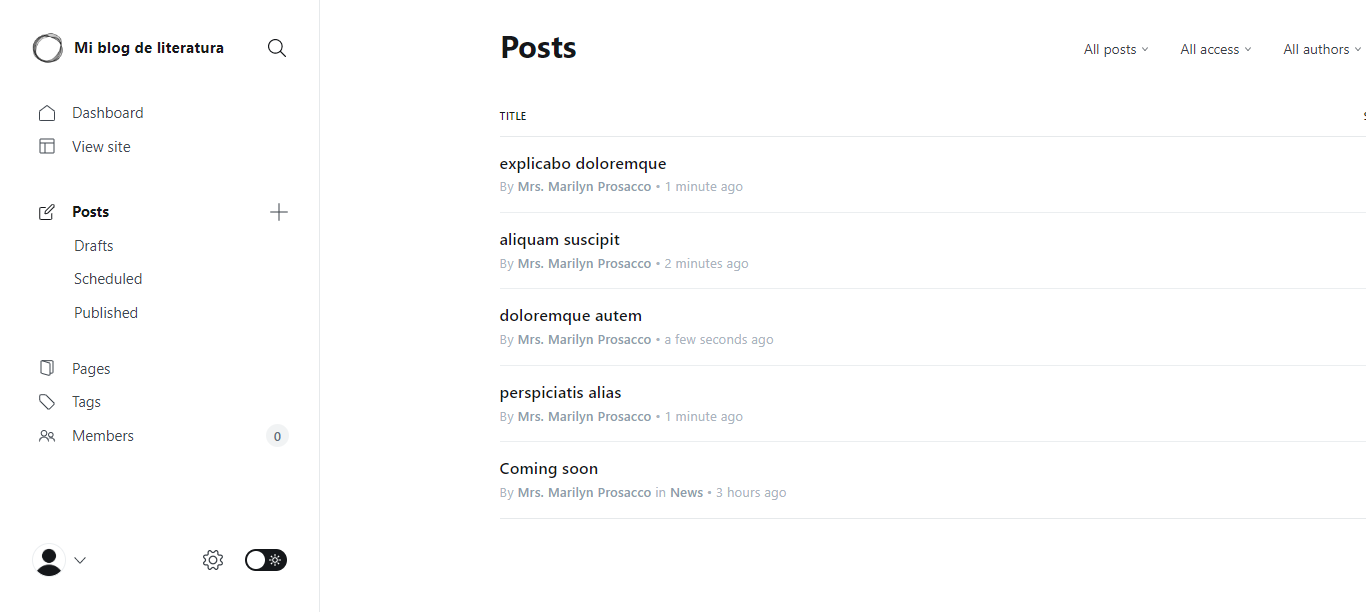 Mi blog de literatura
Dashboard
View site
Posts
Drafts
Scheduled
Published
Pages
Tags
Members 0
Posts
All posts All access All authors
TITLE
explicabo doloremque
By Mrs. Marilyn Prosacco • 1 minute ago
aliquam suscipit
By Mrs. Marilyn Prosacco • 2 minutes ago
doloremque autem
By Mrs. Marilyn Prosacco • a few seconds ago
perspiciatis alias
By Mrs. Marilyn Prosacco • 1 minute ago
Coming soon
By Mrs. Marilyn Prosacco in News • 3 hours ago